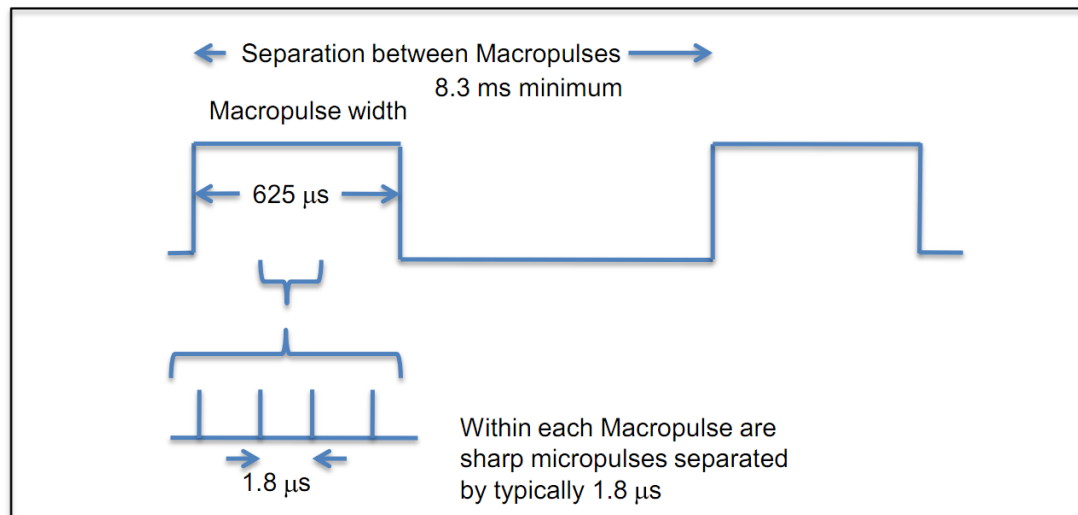 Separation between Macropulses
8.3 ms minimum
Macropulse width
625 μs
1.8 μs
Within each Macropulse are
sharp micropulses separated
by typically 1.8 μs